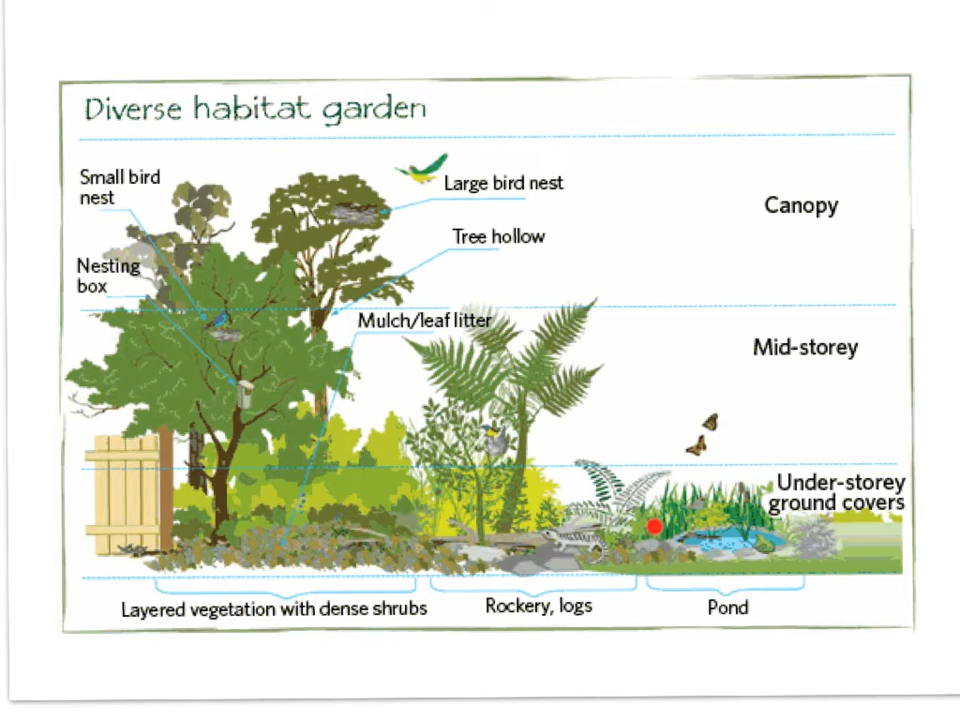 Diverse habitat garden
Small bird
nest
Large bird nest
Canopy
Tree hollow
Nesting
box
Mulch/leaf litter
Mid-storey
Under-storey
ground covers
Layered vegetation with dense shrubs
Rockery, logs
Pond